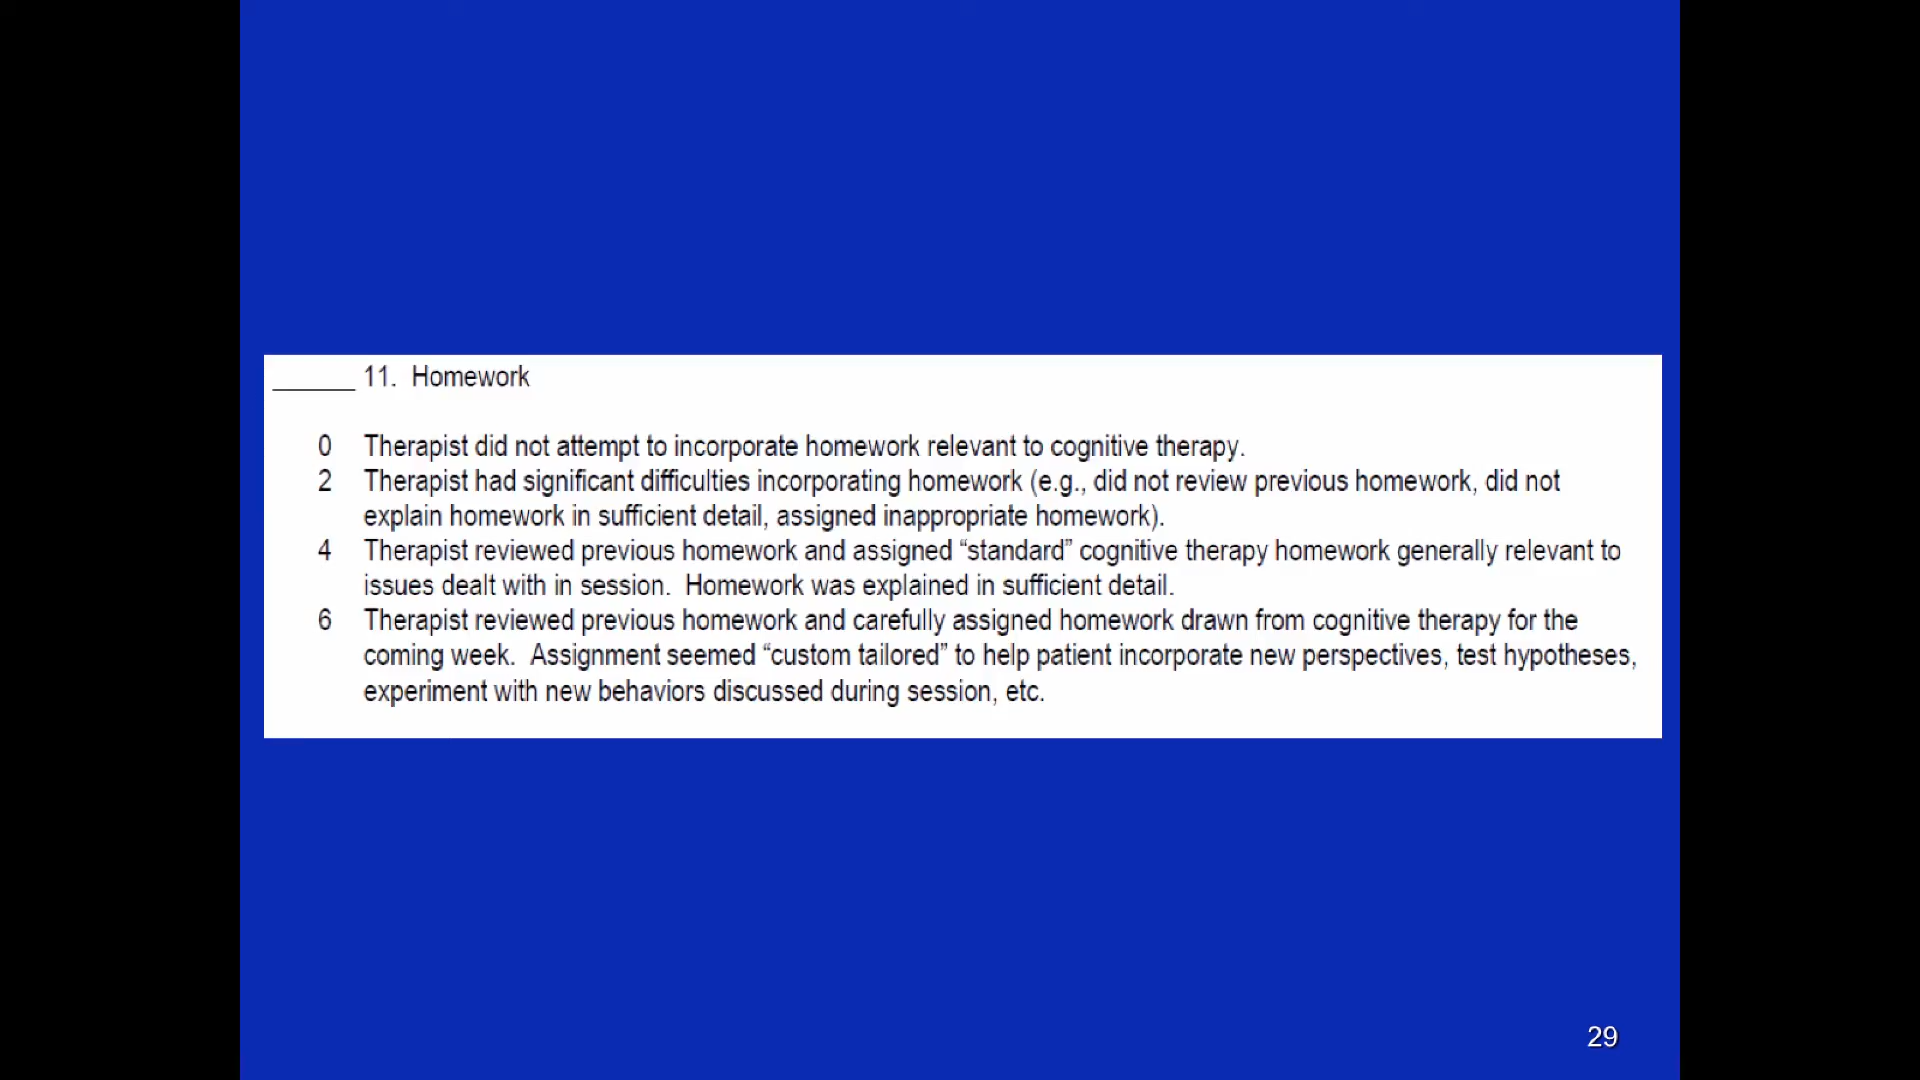 ______ 11. Homework
0 Therapist did not attempt to incorporate homework relevant to cognitive therapy.
2 Therapist had significant difficulties incorporating homework (e.g., did not review previous homework, did not
explain homework in sufficient detail, assigned inappropriate homework).
4 Therapist reviewed previous homework and assigned “standard” cognitive therapy homework generally relevant to
issues dealt with in session. Homework was explained in sufficient detail.
6 Therapist reviewed previous homework and carefully assigned homework drawn from cognitive therapy for the
coming week. Assignment seemed “custom tailored” to help patient incorporate new perspectives, test hypotheses,
experiment with new behaviors discussed during session, etc.
29